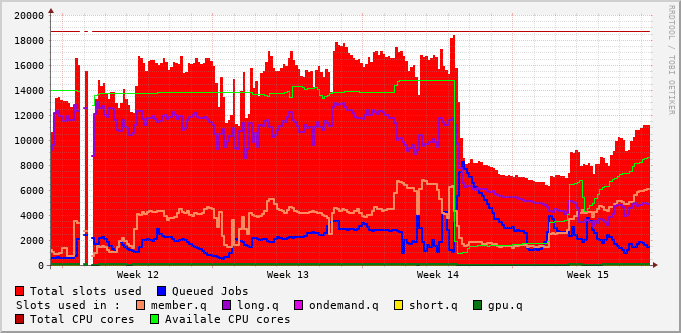 20000
18000
16000
14000
12000
10000
8000
6000
4000
2000
0
RRDTOOL / TOBI OETIKER
Week 12 Week 13 Week 14 Week 15
Total slots used Queued Jobs
Slots used in : member.q long.q ondemand.q short.q gpu.q
Total CPU cores Availale CPU cores